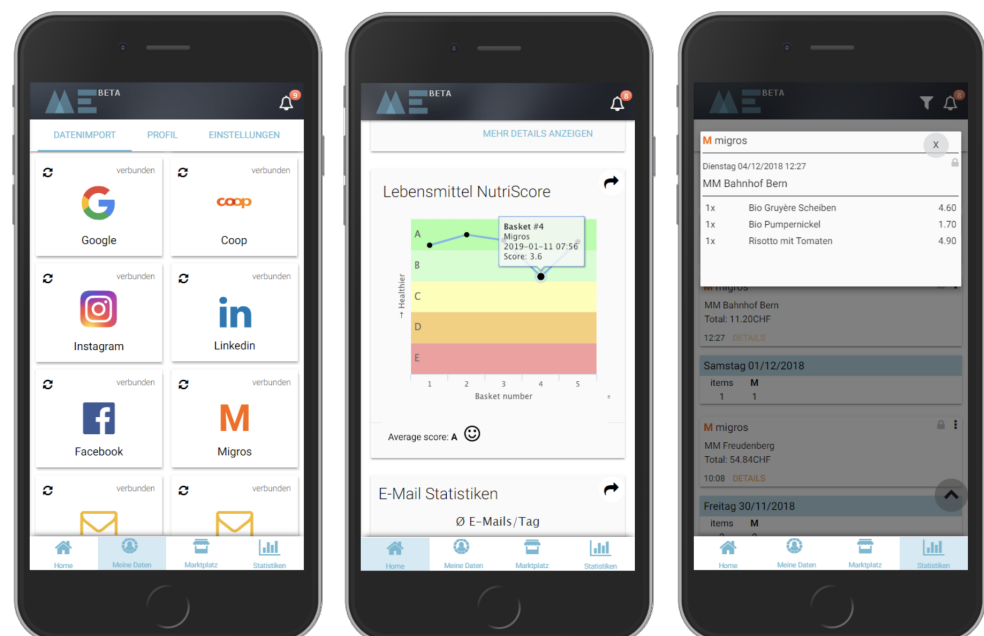 ME BETA
9
DATENIMPORT PROFIL EINSTELLUNGEN
verbunden verbunden
Google coop
Coop
verbunden verbunden
in
Instagram Linkedin
verbunden verbunden
f M
Facebook Migros
verbunden verbunden
Home Meine Daten Marktplatz Statistiken
ME BETA
8
MEHR DETAILS ANZEIGEN
Lebensmittel NutriScore
Basket #4
Migros
2019-01-11 07:56
Score: 3.6
A
B
C
D
E
→ Healthier
1 2 3 4 5
Basket number
Average score: A
E-Mail Statistiken
Ø E-Mails/Tag
Home Meine Daten Marktplatz Statistiken
ME BETA
8
M migros X
Dienstag 04/12/2018 12:27
MM Bahnhof Bern
1x Bio Gruyère Scheiben 4.60
1x Bio Pumpernickel 1.70
1x Risotto mit Tomaten 4.90
M migros
MM Bahnhof Bern
Total: 11.20CHF
12:27 DETAILS
Samstag 01/12/2018
items M
1 1
M migros
MM Freudenberg
Total: 54.84CHF
10:08 DETAILS
Freitag 30/11/2018
items M
Home Meine Daten Marktplatz Statistiken